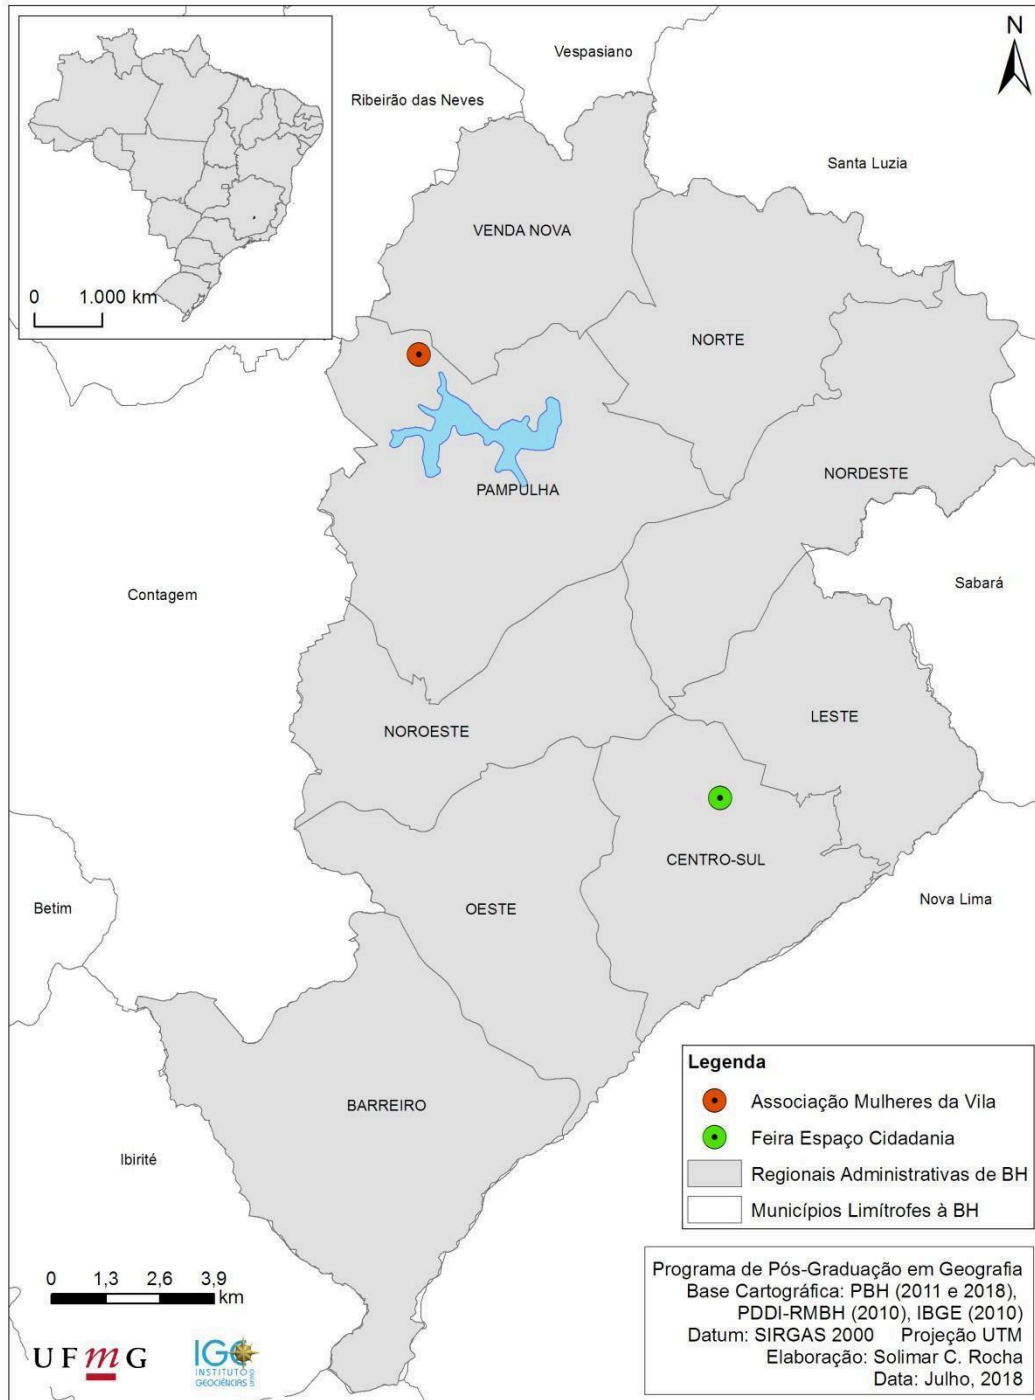 N
Vespasiano
Ribeirão das Neves
Santa Luzia
VENDA NOVA
0 1.000 km
NORTE
NORDESTE
PAMPULHA
Contagem
Sabará
LESTE
NOROESTE
CENTRO-SUL
Betim
OESTE
Nova Lima
BARREIRO
Ibirité
Legenda
Associação Mulheres da Vila
Feira Espaço Cidadania
Regionais Administrativas de BH
Municípios Limítrofes à BH
0 1,3 2,6 3,9
km
UFmG
IGC
INSTITUTO
GEOCIÊNCIAS
UFMG
Programa de Pós-Graduação em Geografia
Base Cartográfica: PBH (2011 e 2018),
PDDI-RMBH (2010), IBGE (2010)
Datum: SIRGAS 2000 Projeção UTM
Elaboração: Solimar C. Rocha
Data: Julho, 2018